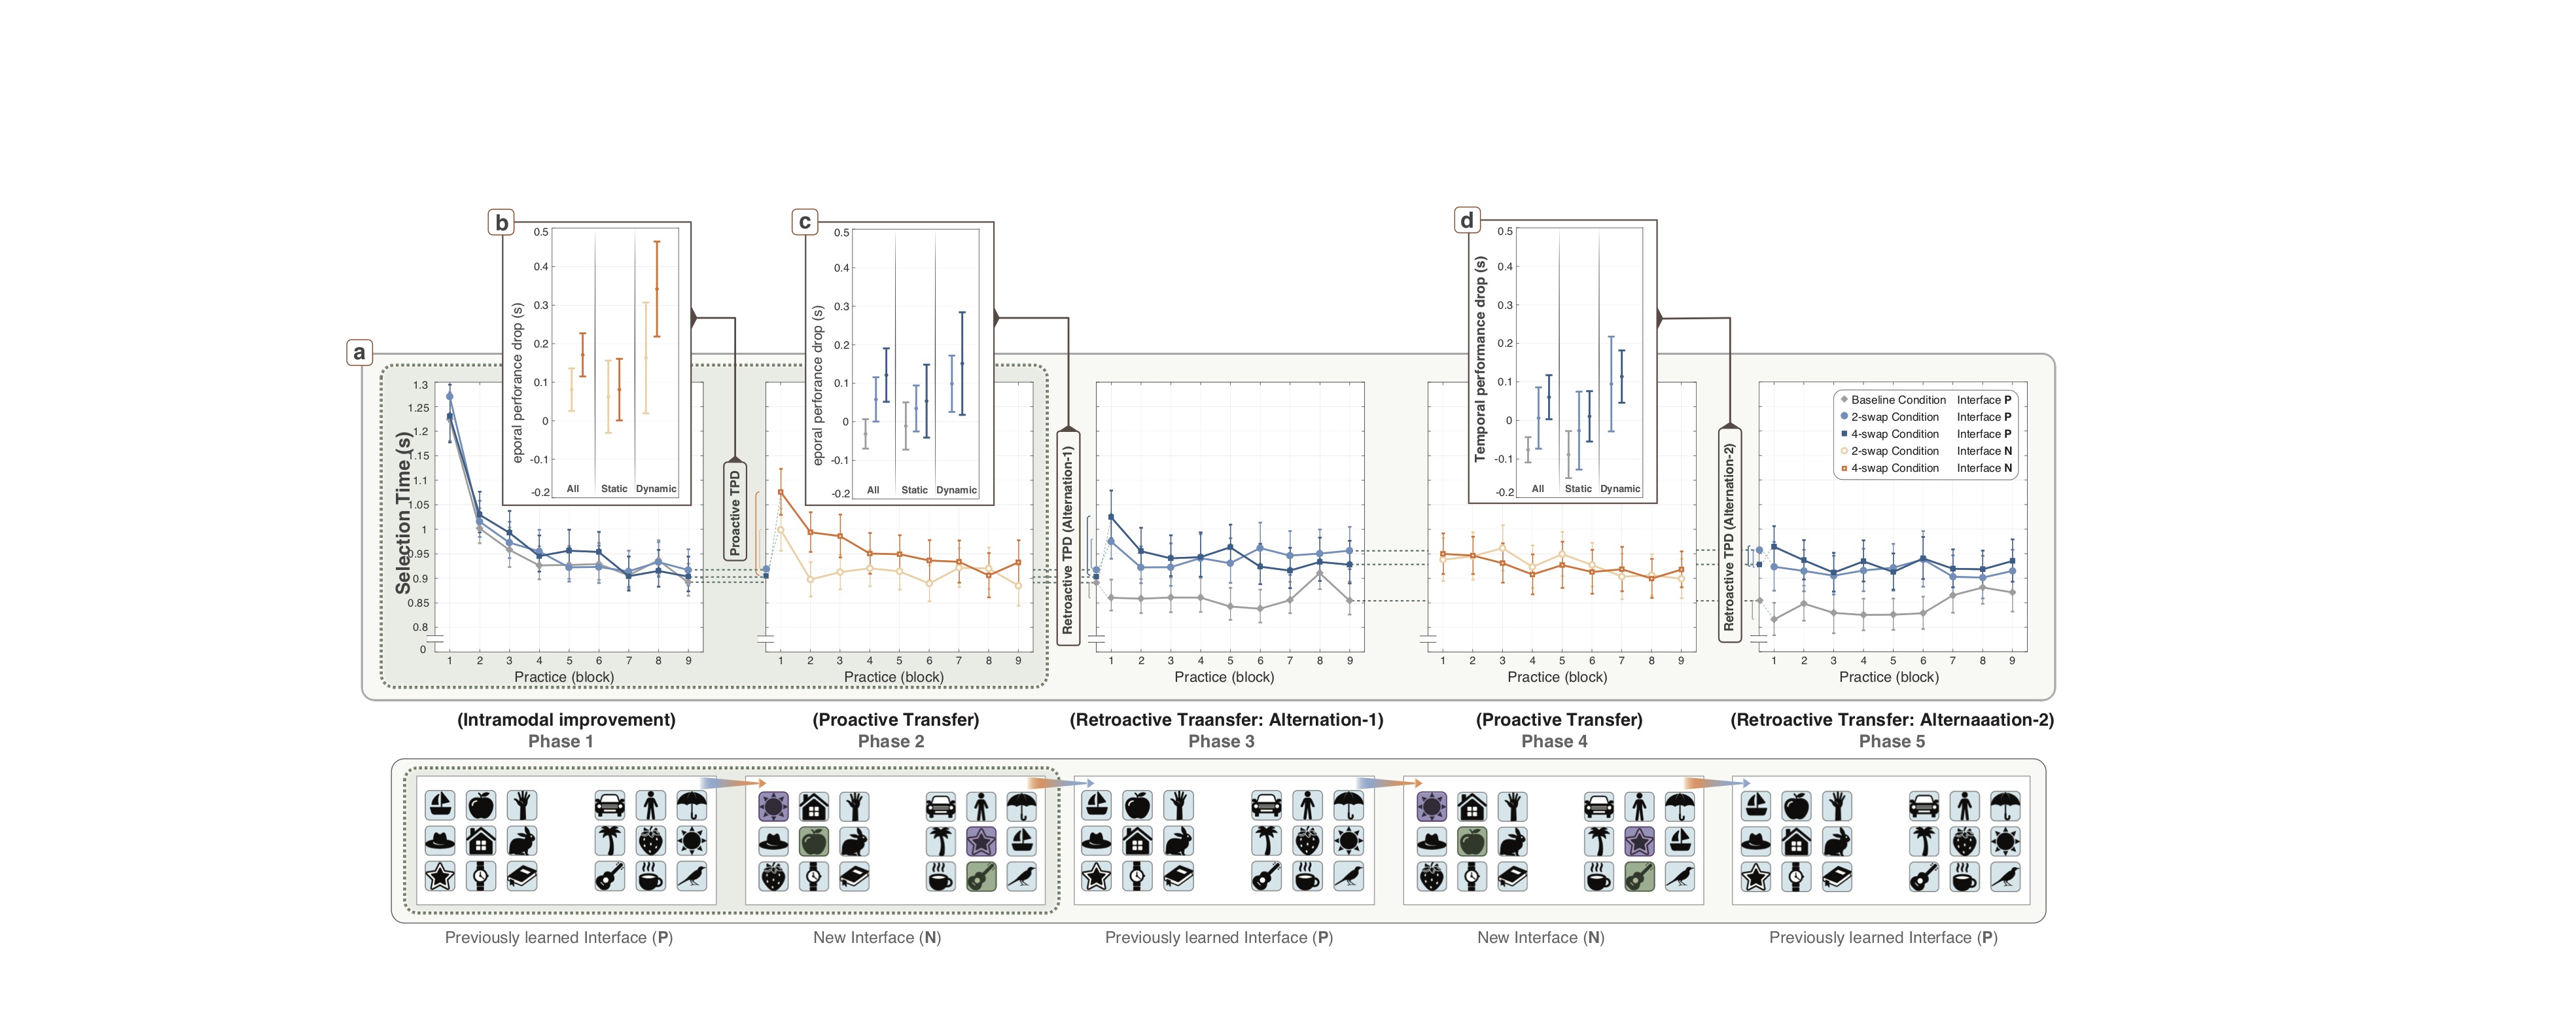 b
c
d
a
0.5
0.4
0.3
0.2
0.1
0
-0.1
-0.2
eporal perforance drop (s)
All Static Dynamic
0.5
0.4
0.3
0.2
0.1
0
-0.1
-0.2
eporal perforance drop (s)
All Static Dynamic
0.5
0.4
0.3
0.2
0.1
0
-0.1
-0.2
Temporal performance drop (s)
All Static Dynamic
Selection Time (s)
1.3
1.25
1.2
1.15
1.1
1.05
1
0.95
0.9
0.85
0.8
0
1 2 3 4 5 6 7 8 9
Practice (block)
Proactive TPD
1 2 3 4 5 6 7 8 9
Practice (block)
Retroactive TPD (Alternation-1)
1 2 3 4 5 6 7 8 9
Practice (block)
1 2 3 4 5 6 7 8 9
Practice (block)
Retroactive TPD (Alternation-2)
Baseline Condition Interface P
2-swap Condition Interface P
4-swap Condition Interface P
2-swap Condition Interface N
4-swap Condition Interface N
1 2 3 4 5 6 7 8 9
Practice (block)
(Intramodal improvement)
Phase 1
(Proactive Transfer)
Phase 2
(Retroactive Traansfer: Alternation-1)
Phase 3
(Proactive Transfer)
Phase 4
(Retroactive Transfer: Alternaaation-2)
Phase 5
Previously learned Interface (P)
New Interface (N)
Previously learned Interface (P)
New Interface (N)
Previously learned Interface (P)